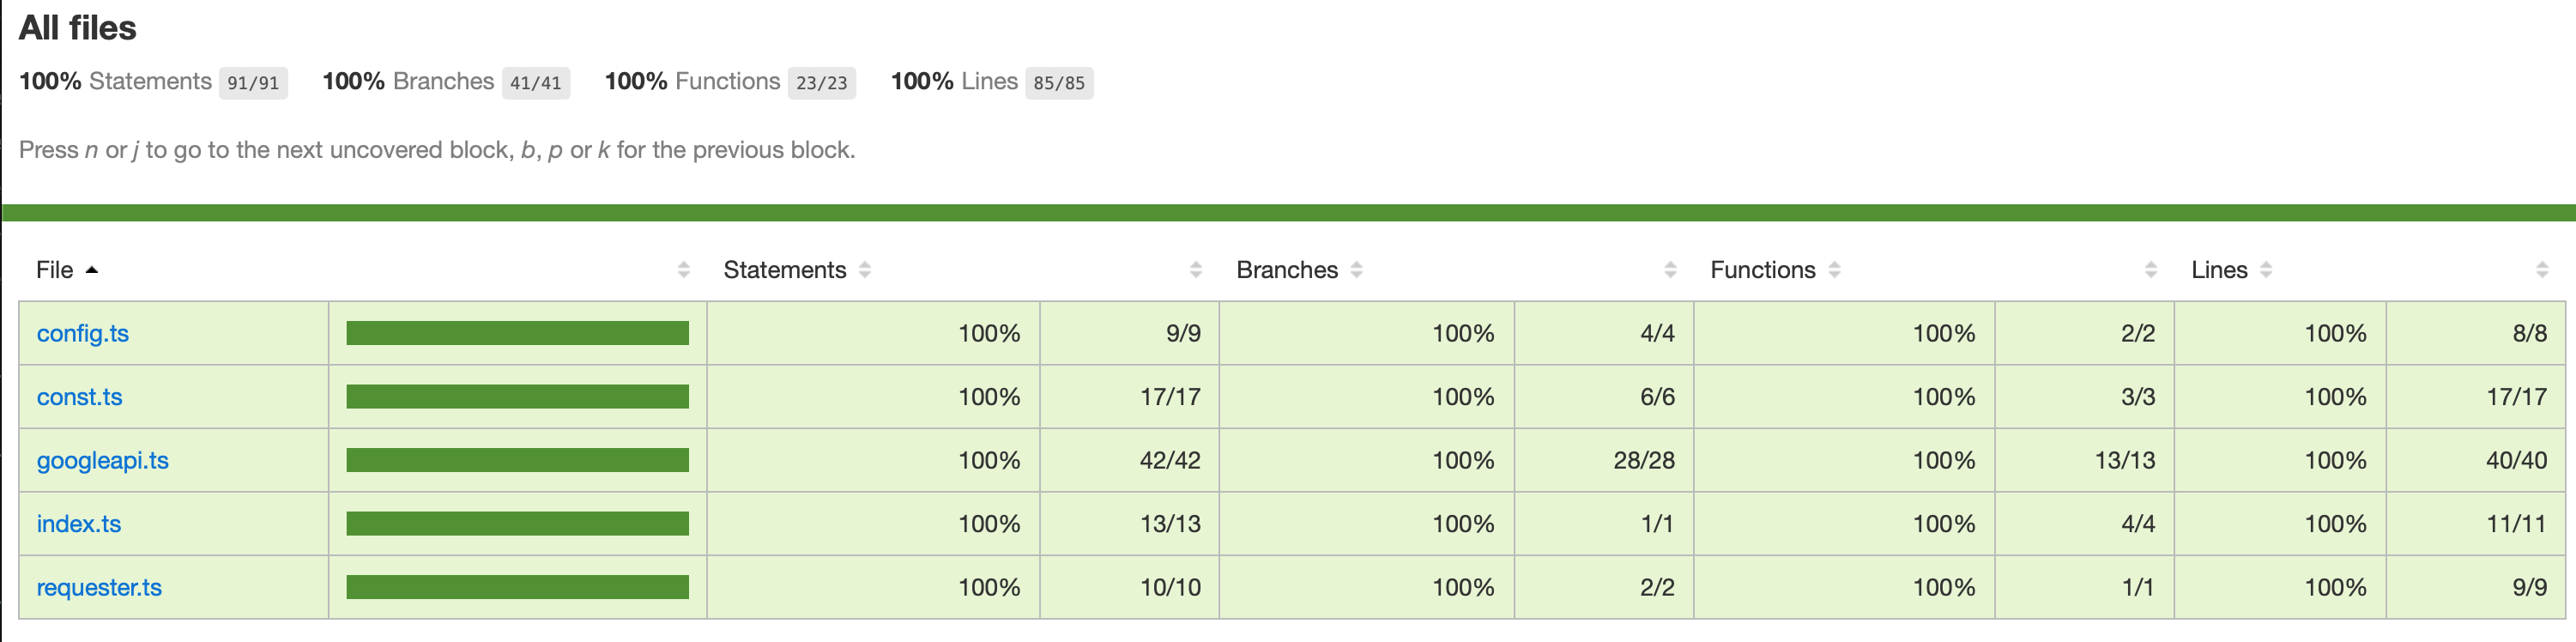 All files
100% Statements 91/91 100% Branches 41/41 100% Functions 23/23 100% Lines 85/85
Press n or j to go to the next uncovered block, b, p or k for the previous block.
File Statements Branches Functions Lines
config.ts 100% 9/9 100% 4/4 100% 2/2 100% 8/8
const.ts 100% 17/17 100% 6/6 100% 3/3 100% 17/17
googleapi.ts 100% 42/42 100% 28/28 100% 13/13 100% 40/40
index.ts 100% 13/13 100% 1/1 100% 4/4 100% 11/11
requester.ts 100% 10/10 100% 2/2 100% 1/1 100% 9/9